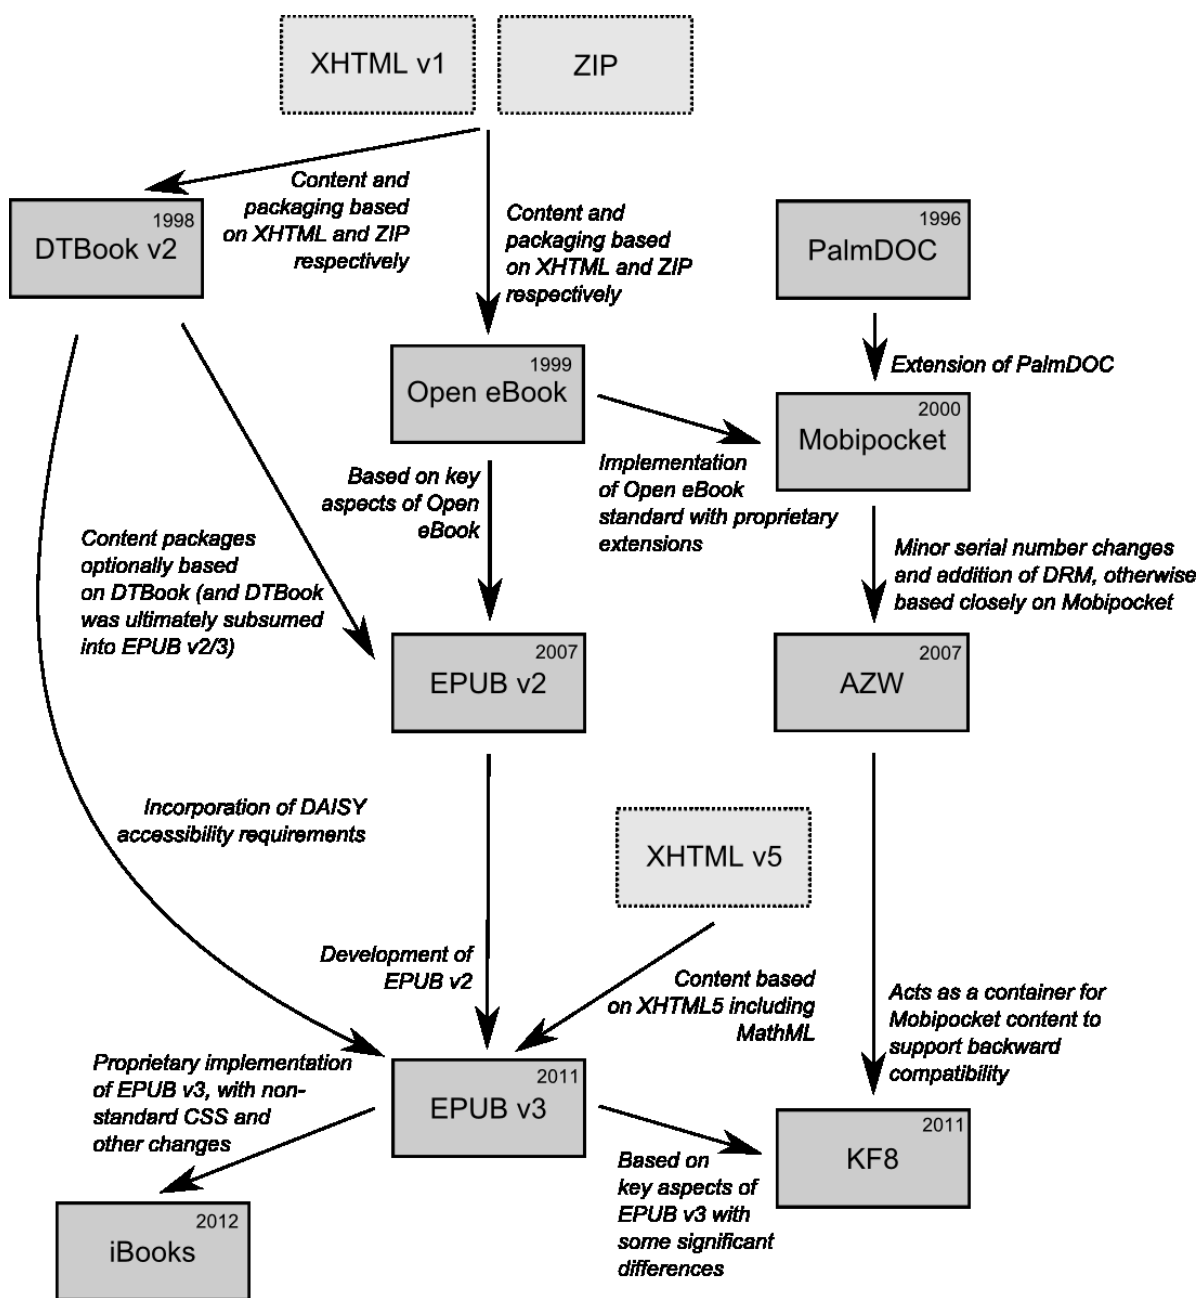 XHTML v1
ZIP
Content and
packaging based
on XHTML and ZIP
respectively
1998
DTBook v2
Content and
packaging based
on XHTML and ZIP
respectively
1996
PalmDOC
Extension of PalmDOC
1999
Open eBook
2000
Mobipocket
Based on key
aspects of Open
eBook
Implementation
of Open eBook
standard with proprietary
extensions
Content packages
optionally based
on DTBook (and DTBook
was ultimately subsumed
into EPUB v2/3)
Minor serial number changes
and addition of DRM, otherwise
based closely on Mobipocket
2007
EPUB v2
2007
AZW
Incorporation of DAISY
accessibility requirements
XHTML v5
Development of
EPUB v2
Content based
on XHTML5 including
MathML
Acts as a container for
Mobipocket content to
support backward
compatibility
Proprietary implementation
of EPUB v3, with non-
standard CSS and
other changes
2011
EPUB v3
2011
KF8
Based on
key aspects of
EPUB v3 with
some significant
differences
2012
iBooks